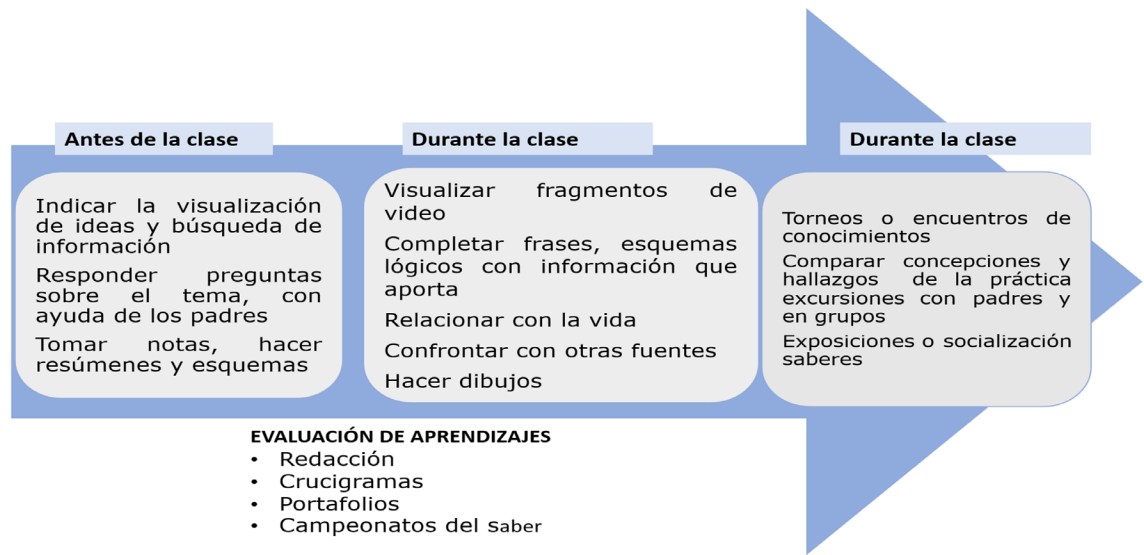 Antes de la clase
Indicar la visualización
de ideas y búsqueda de
información
Responder preguntas
sobre el tema, con
ayuda de los padres
Tomar notas, hacer
resúmenes y esquemas
Durante la clase
Visualizar fragmentos de
video
Completar frases, esquemas
lógicos con información que
aporta
Relacionar con la vida
Confrontar con otras fuentes
Hacer dibujos
Durante la clase
Torneos o encuentros de
conocimientos
Comparar concepciones y
hallazgos de la práctica
excursiones con padres y
en grupos
Exposiciones o socialización
saberes
EVALUACIÓN DE APRENDIZAJES
• Redacción
• Crucigramas
• Portafolios
• Campeonatos del saber